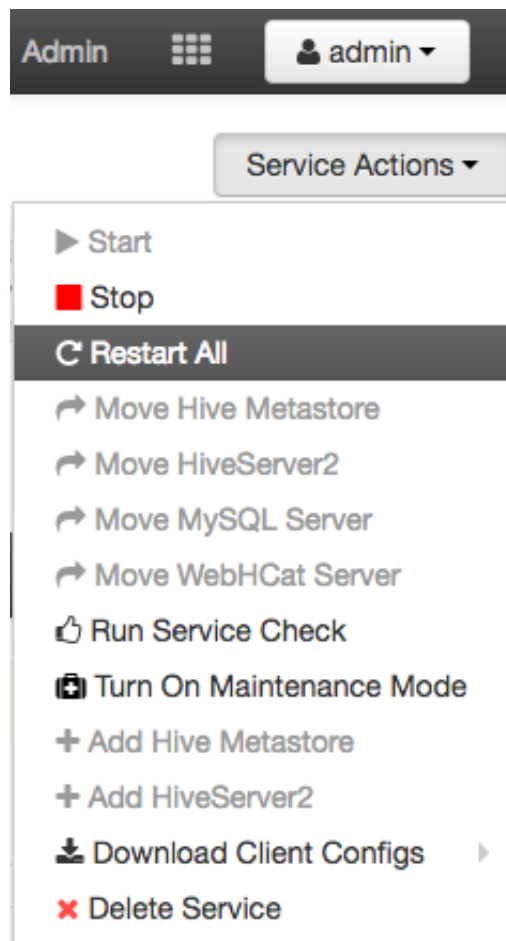 Admin
admin
Service Actions
Start
Stop
Restart All
Move Hive Metastore
Move HiveServer2
Move MySQL Server
Move WebHCat Server
Run Service Check
Turn On Maintenance Mode
Add Hive Metastore
Add HiveServer2
Download Client Configs
Delete Service